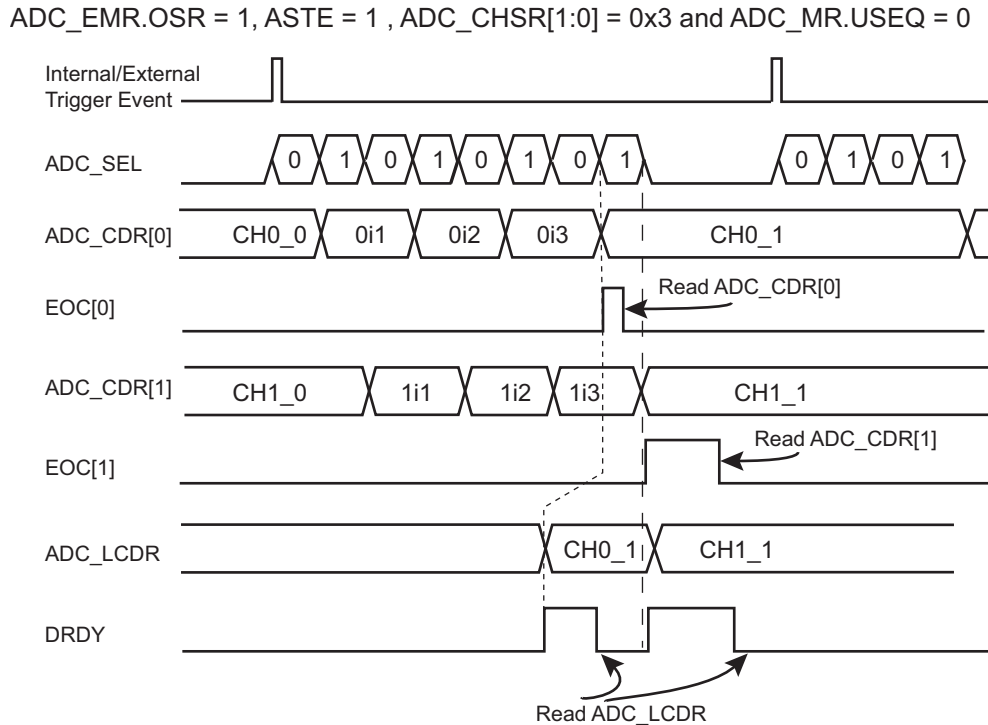 ADC_EMR.OSR = 1, ASTE = 1 , ADC_CHSR[1:0] = 0x3 and ADC_MR.USEQ = 0
Internal/External
Trigger Event
ADC_SEL 0 1 0 1 0 1 0 1 0 1 0 1
ADC_CDR[0] CH0_0 0i1 0i2 0i3 CH0_1
EOC[0] Read ADC_CDR[0]
ADC_CDR[1] CH1_0 1i1 1i2 1i3 CH1_1
EOC[1] Read ADC_CDR[1]
ADC_LCDR CH0_1 CH1_1
DRDY
Read ADC_LCDR